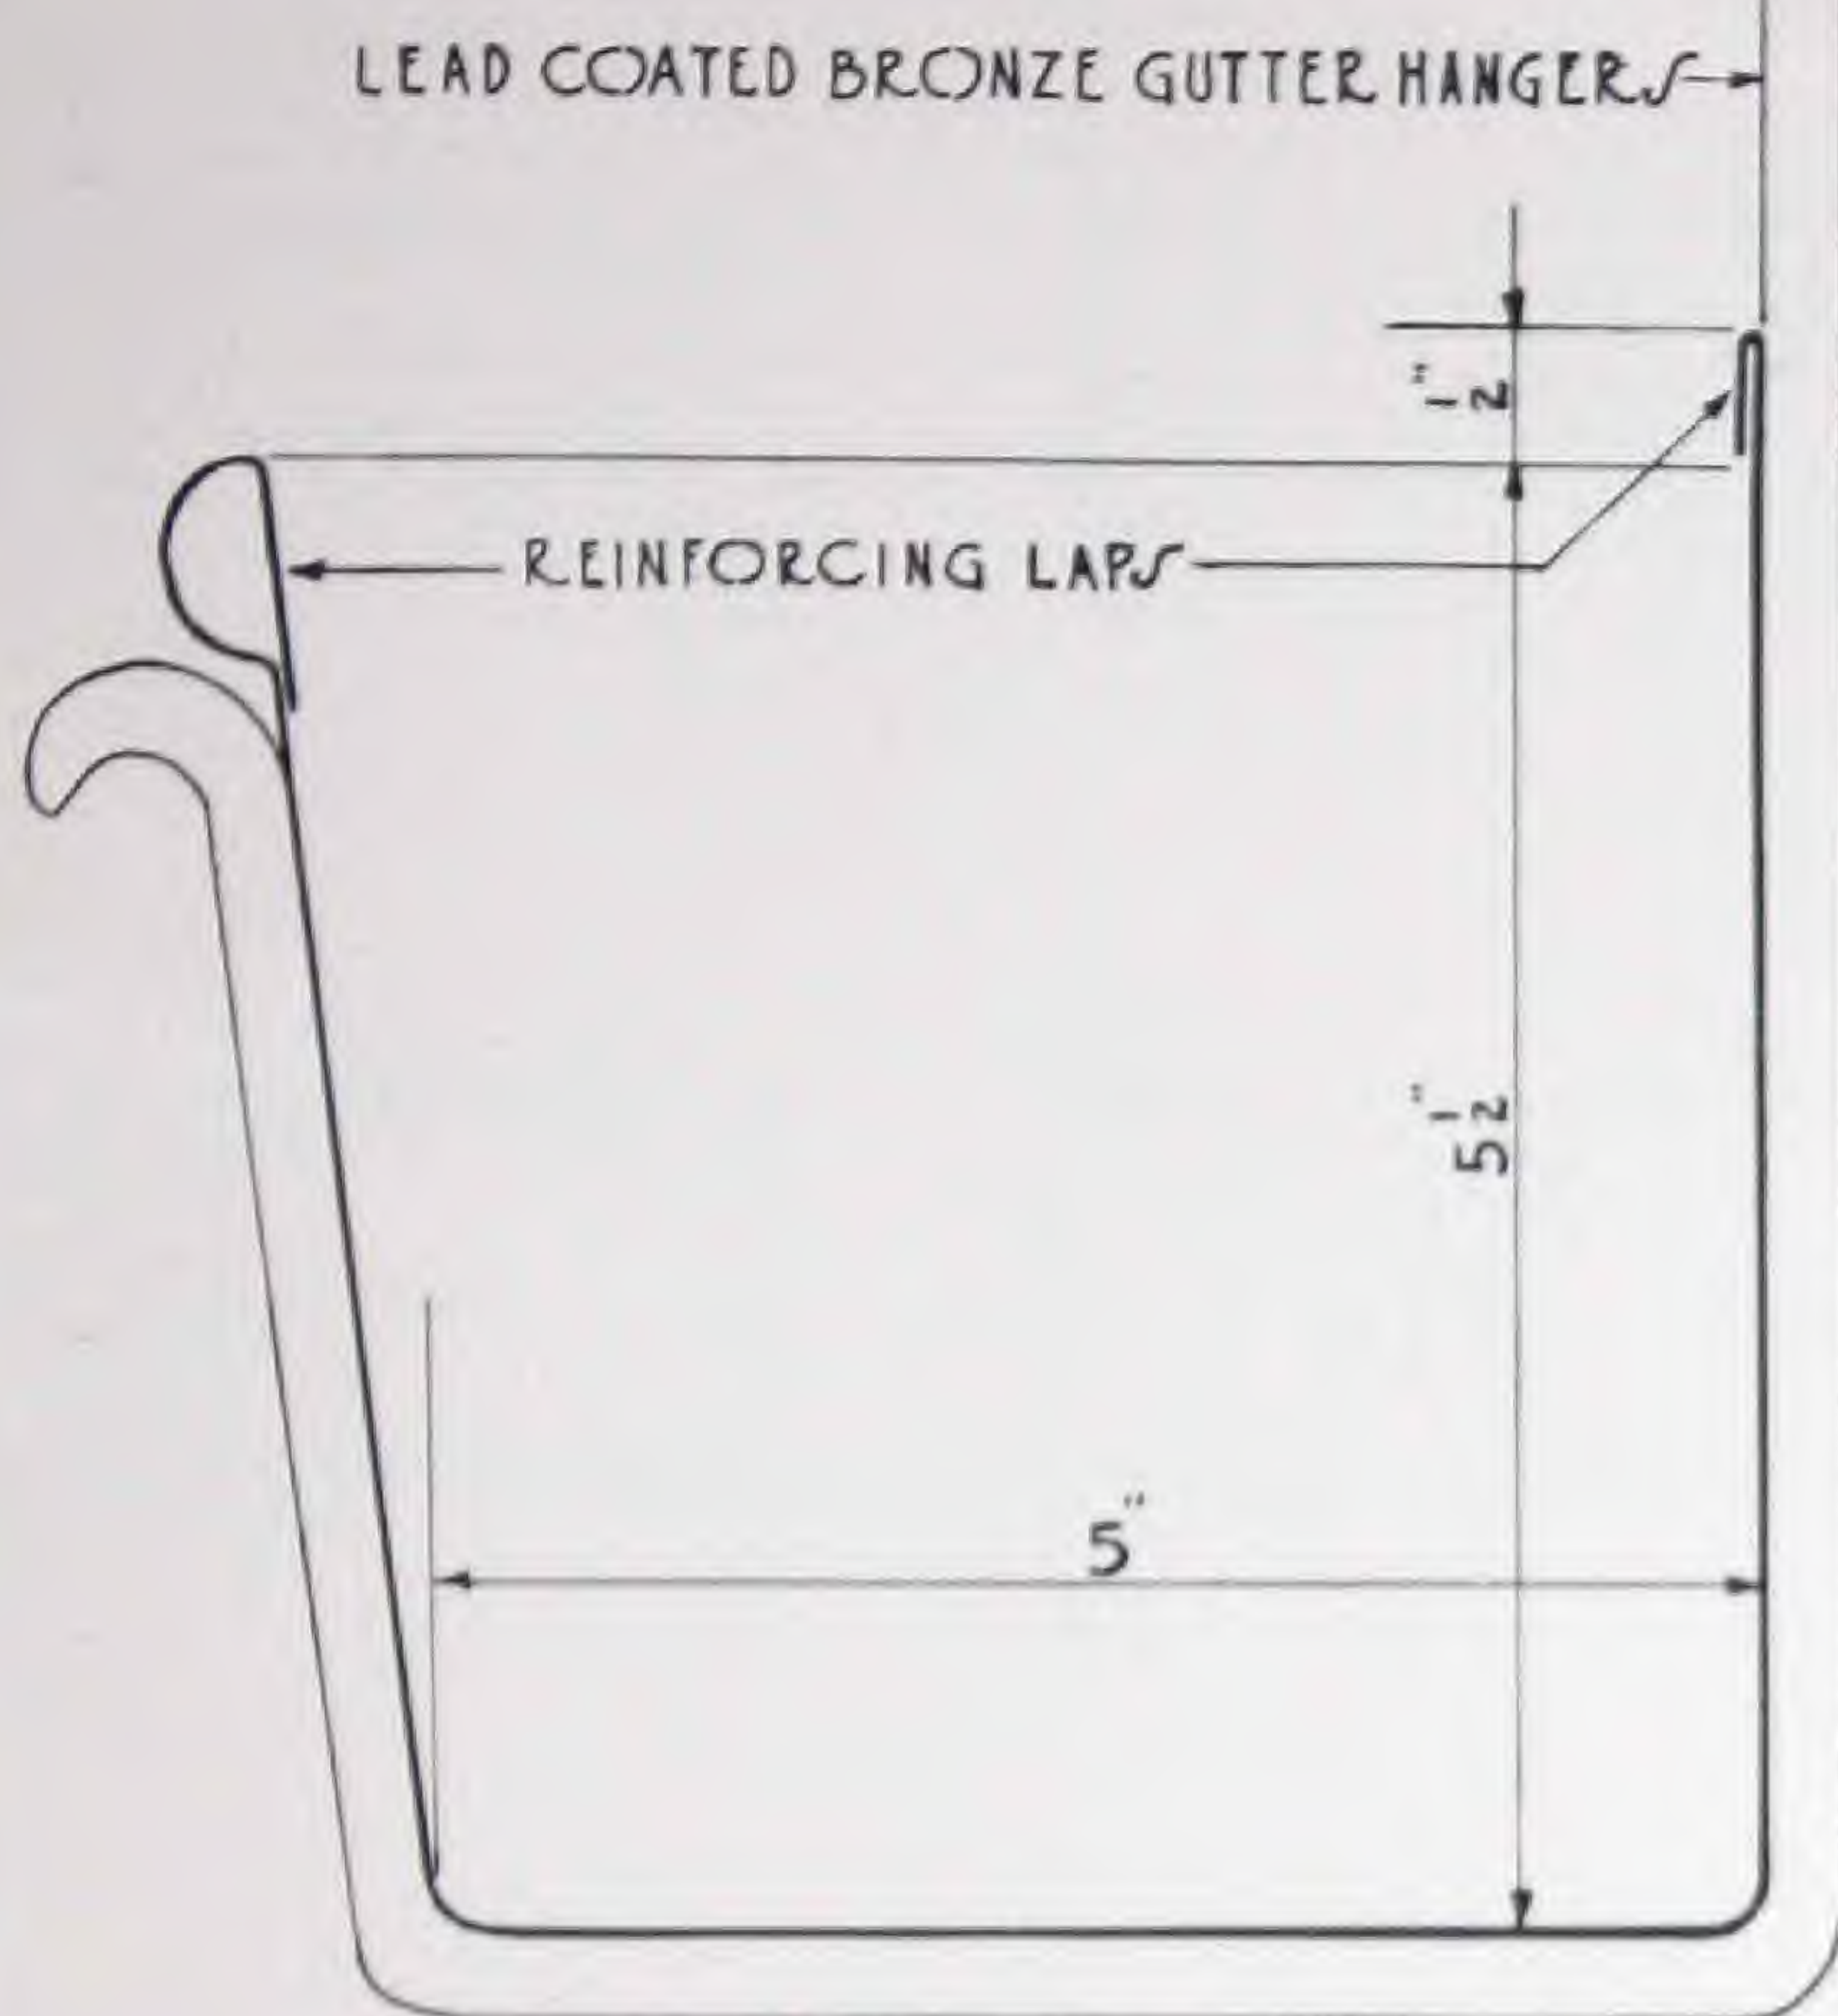 LEAD COATED BRONZE GUTTER HANGERS
1/2"
REINFORCING LAPS
5 1/2"
5"